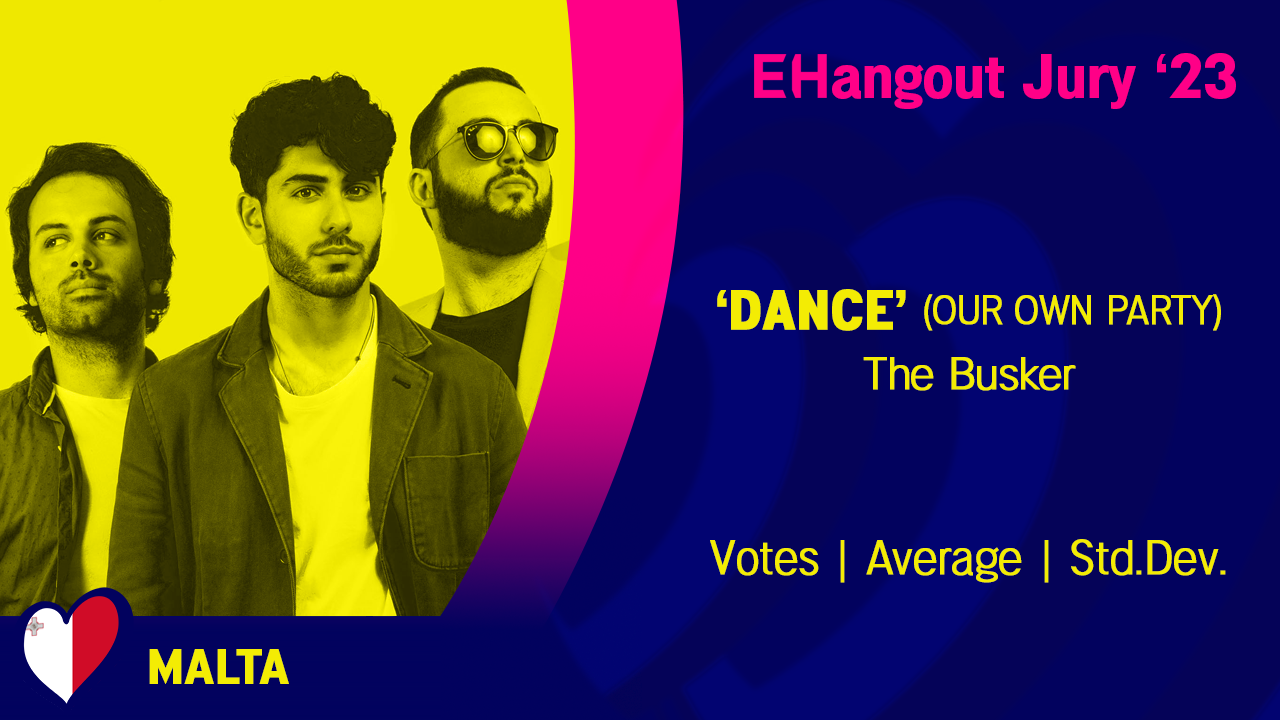 EHangout Jury ‘23
‘DANCE’ (OUR OWN PARTY)
The Busker
Votes | Average | Std.Dev.
MALTA